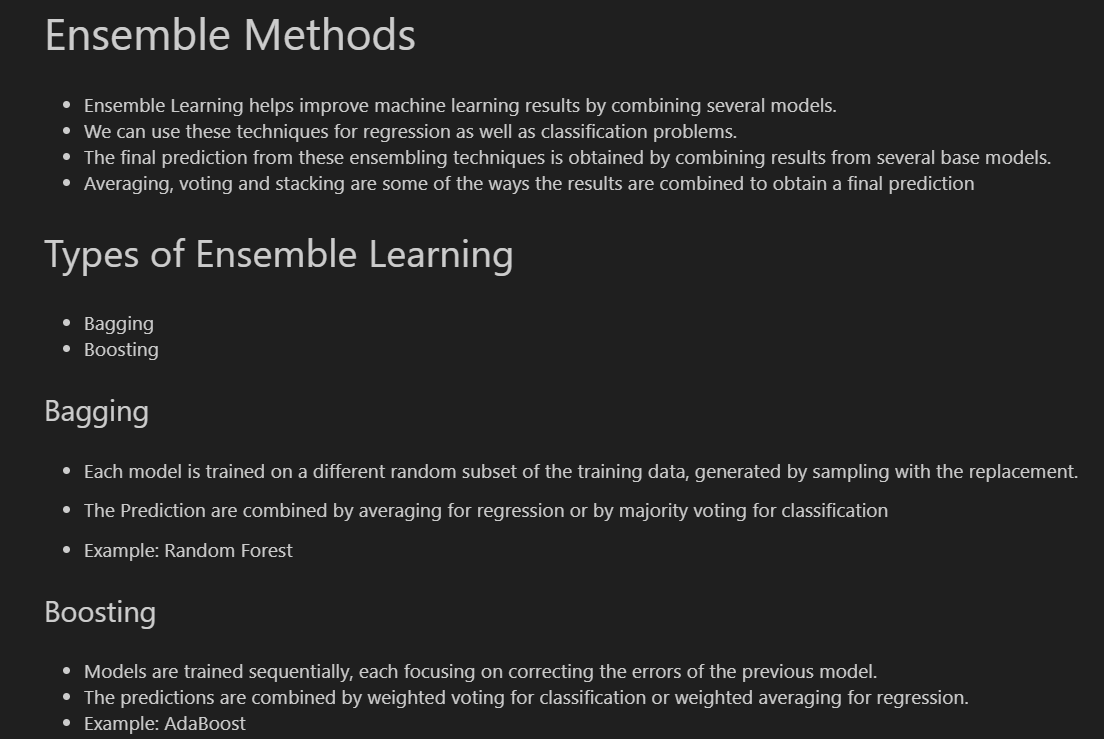 Ensemble Methods
• Ensemble Learning helps improve machine learning results by combining several models.
• We can use these techniques for regression as well as classification problems.
• The final prediction from these ensembling techniques is obtained by combining results from several base models.
• Averaging, voting and stacking are some of the ways the results are combined to obtain a final prediction
Types of Ensemble Learning
• Bagging
• Boosting
Bagging
• Each model is trained on a different random subset of the training data, generated by sampling with the replacement.
• The Prediction are combined by averaging for regression or by majority voting for classification
• Example: Random Forest
Boosting
• Models are trained sequentially, each focusing on correcting the errors of the previous model.
• The predictions are combined by weighted voting for classification or weighted averaging for regression.
• Example: AdaBoost